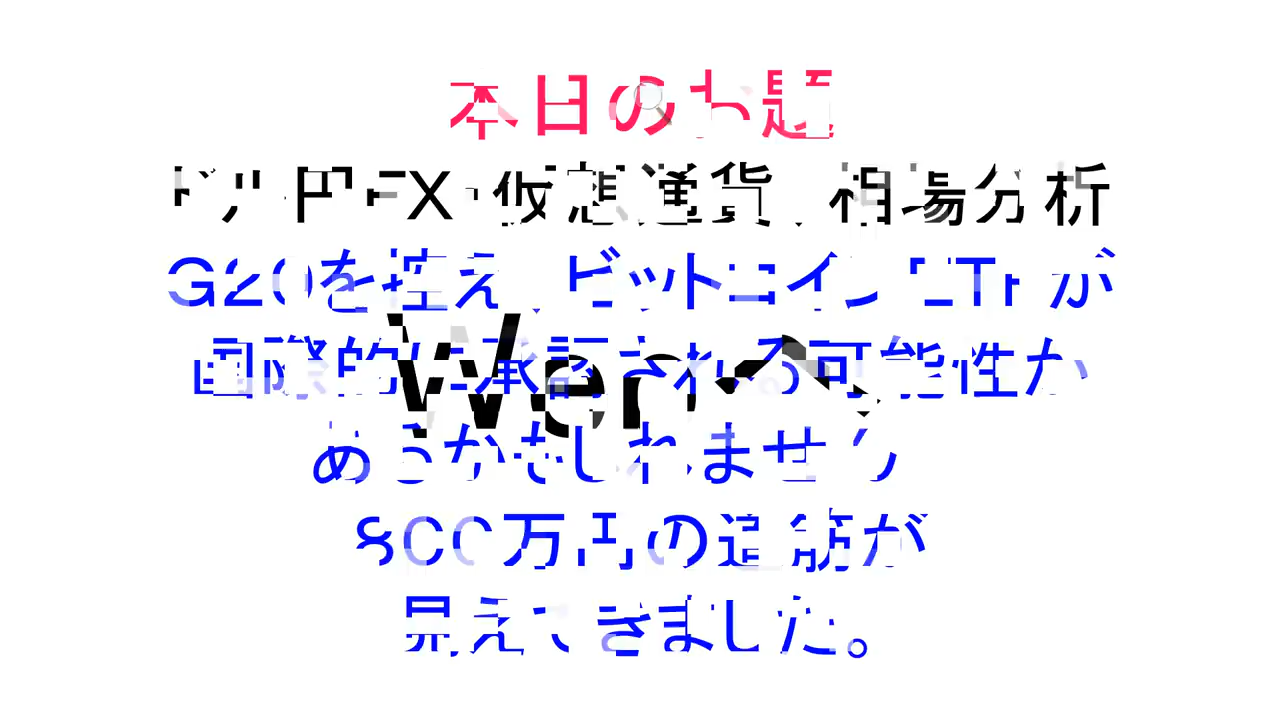 本日のお題
ドル円FX・仮想通貨、相場分析
G20を控え、ビットコインETFが
国際的に承認される可能性が
あるかもしれません
800万円の道筋が
見えてきました。